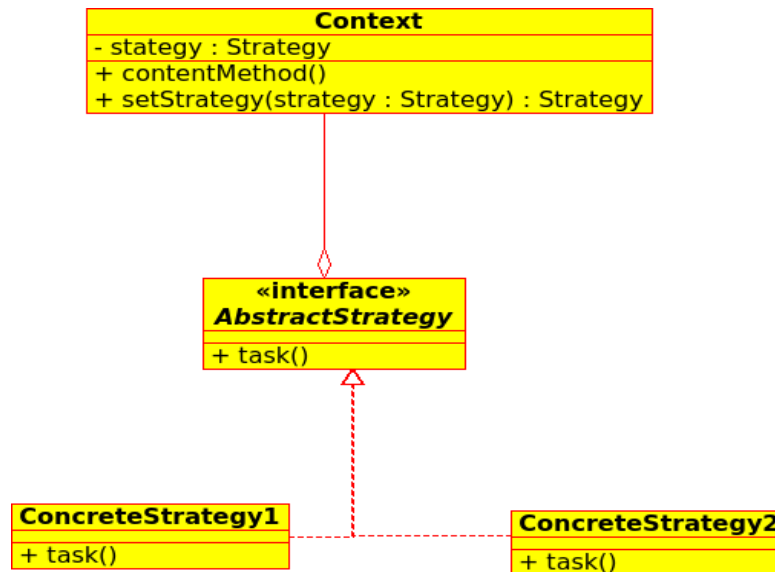 Context
- stategy : Strategy
+ contentMethod()
+ setStrategy(strategy : Strategy) : Strategy
«interface»
AbstractStrategy
+ task()
ConcreteStrategy1
+ task()
ConcreteStrategy2
+ task()